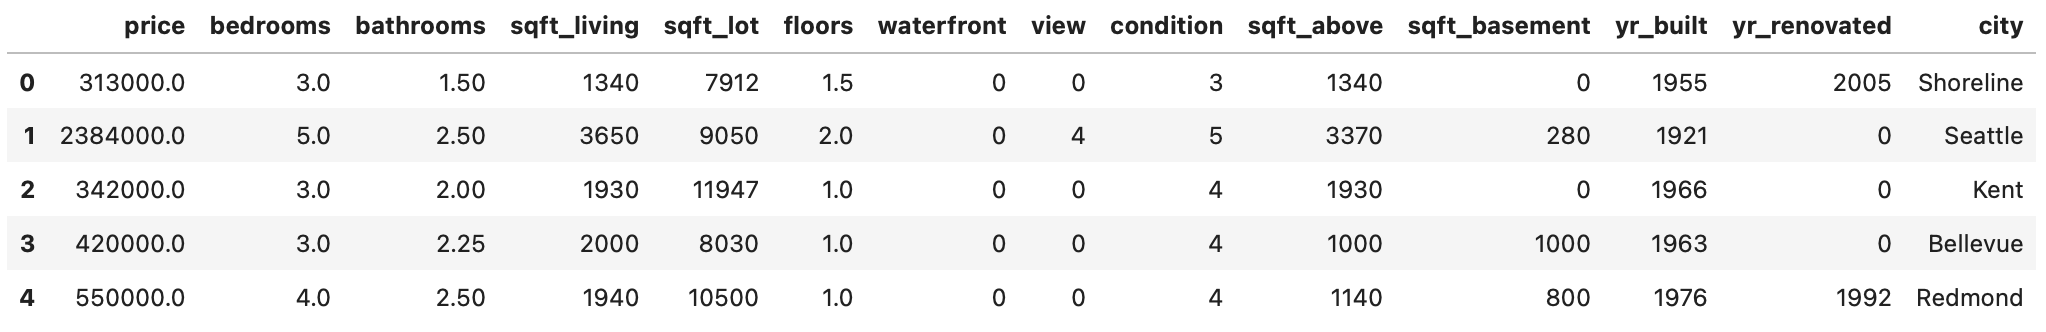 price bedrooms bathrooms sqft_living sqft_lot floors waterfront view condition sqft_above sqft_basement yr_built yr_renovated city
0 313000.0 3.0 1.50 1340 7912 1.5 0 0 3 1340 0 1955 2005 Shoreline
1 2384000.0 5.0 2.50 3650 9050 2.0 0 4 5 3370 280 1921 0 Seattle
2 342000.0 3.0 2.00 1930 11947 1.0 0 0 4 1930 0 1966 0 Kent
3 420000.0 3.0 2.25 2000 8030 1.0 0 0 4 1000 1000 1963 0 Bellevue
4 550000.0 4.0 2.50 1940 10500 1.0 0 0 4 1140 800 1976 1992 Redmond